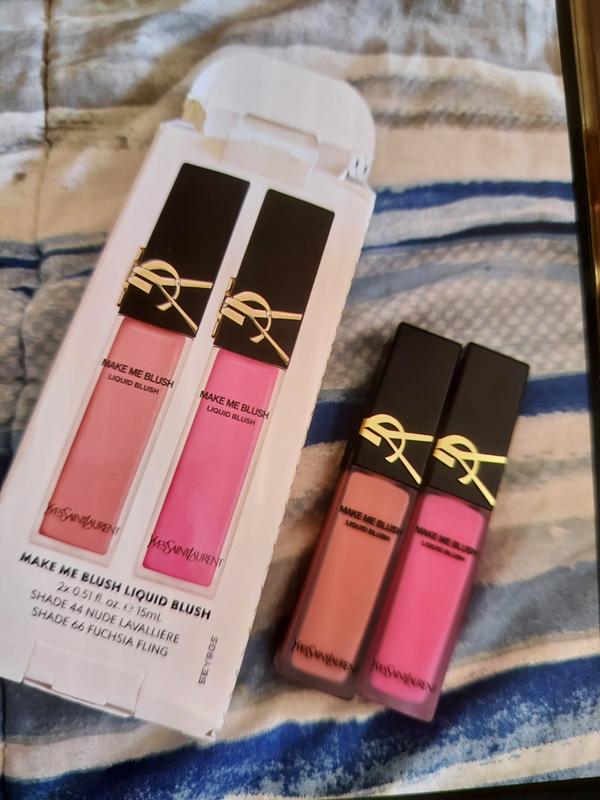 MAKE ME BLUSH
LIQUID BLUSH
YVESSAINTLAURENT
MAKE ME BLUSH
LIQUID BLUSH
YVESSAINTLAURENT
MAKE ME BLUSH LIQUID BLUSH
2x 0.51 fl. oz. ℮ 15mL
SHADE 44 NUDE LAVALLIERE
SHADE 66 FUCHSIA FLING
MAKE ME BLUSH
LIQUID BLUSH
YVESSAINTLAURENT
MAKE ME BLUSH
LIQUID BLUSH
YVESSAINTLAURENT